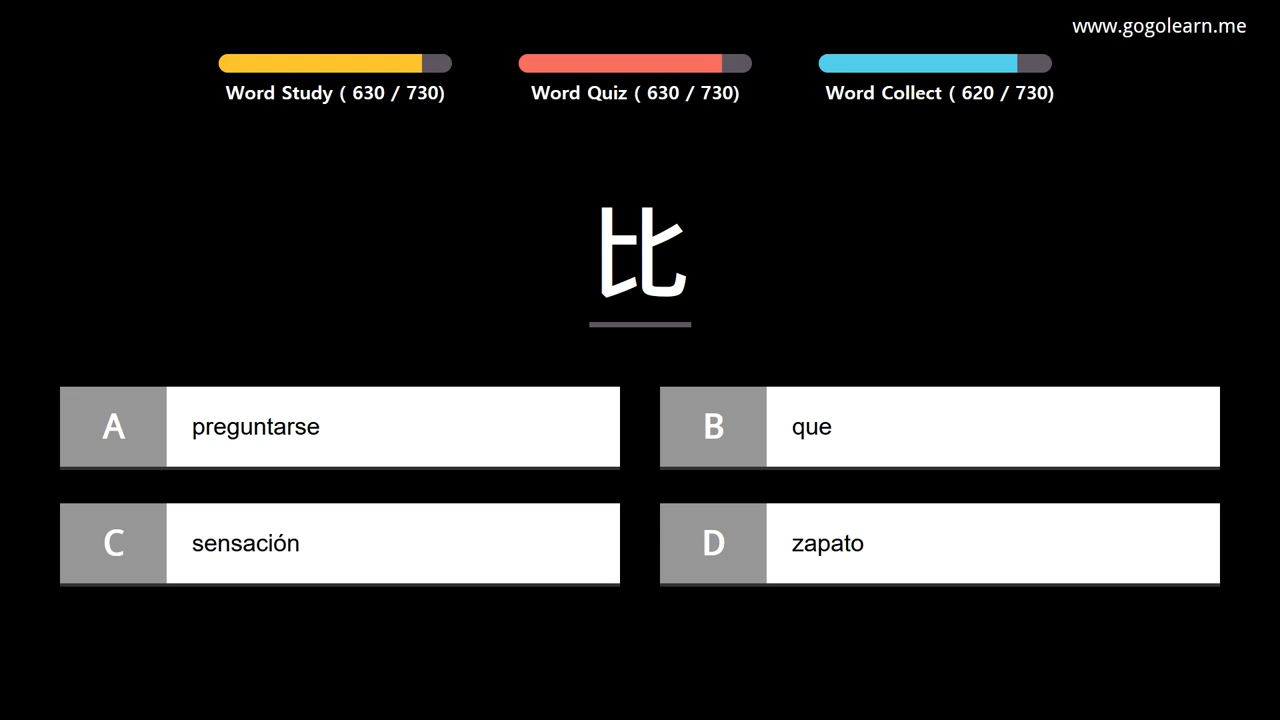 www.gogolearn.me
Word Study ( 630 / 730)
Word Quiz ( 630 / 730)
Word Collect ( 620 / 730)
比
A preguntarse
B que
C sensación
D zapato